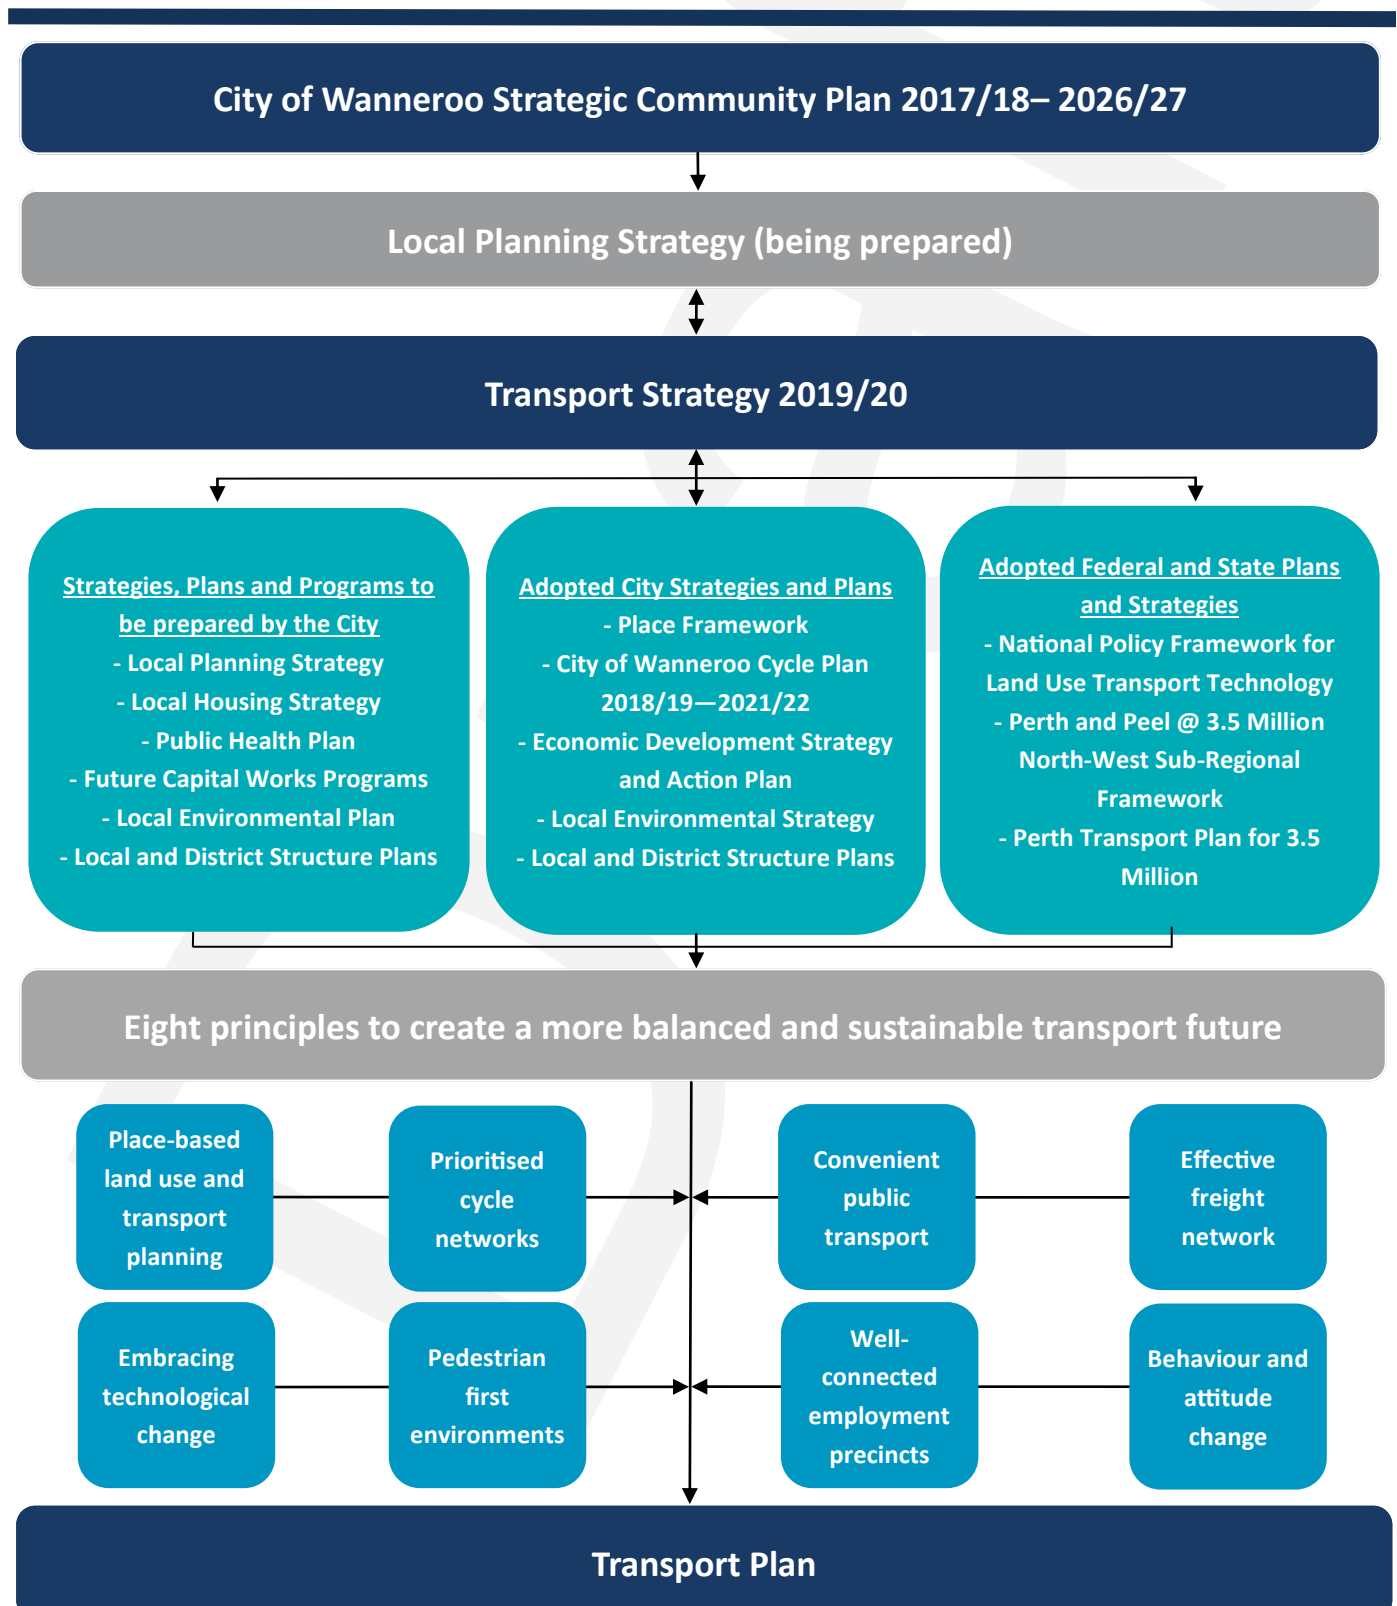 City of Wanneroo Strategic Community Plan 2017/18– 2026/27
Local Planning Strategy (being prepared)
Transport Strategy 2019/20
Strategies, Plans and Programs to
be prepared by the City
- Local Planning Strategy
- Local Housing Strategy
- Public Health Plan
- Future Capital Works Programs
- Local Environmental Plan
- Local and District Structure Plans
Adopted City Strategies and Plans
- Place Framework
- City of Wanneroo Cycle Plan
2018/19—2021/22
- Economic Development Strategy
and Action Plan
- Local Environmental Strategy
- Local and District Structure Plans
Adopted Federal and State Plans
and Strategies
- National Policy Framework for
Land Use Transport Technology
- Perth and Peel @ 3.5 Million
North-West Sub-Regional
Framework
- Perth Transport Plan for 3.5
Million
Eight principles to create a more balanced and sustainable transport future
Place-based
land use and
transport
planning
Prioritised
cycle
networks
Convenient
public
transport
Effective
freight
network
Embracing
technological
change
Pedestrian
first
environments
Well-
connected
employment
precincts
Behaviour and
attitude
change
Transport Plan